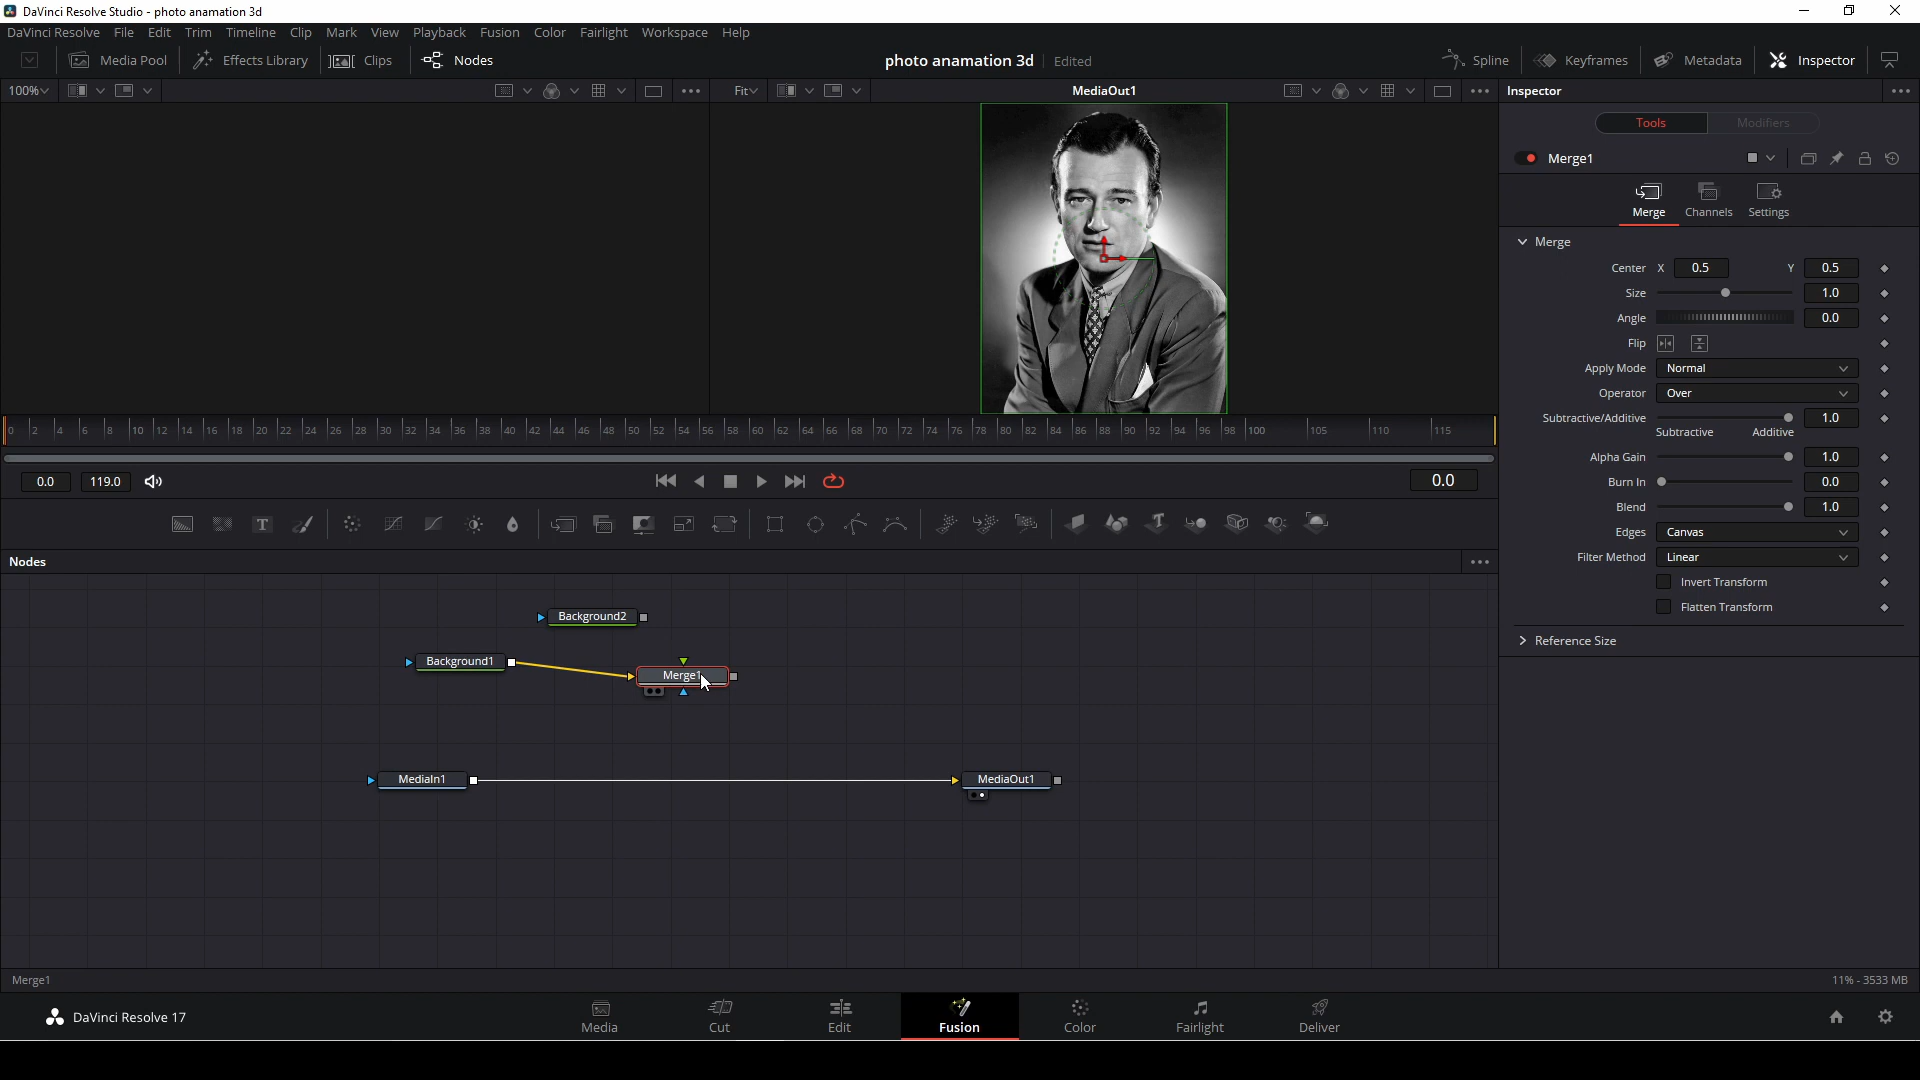 DaVinci Resolve Studio - photo anamation 3d
DaVinci Resolve File Edit Trim Timeline Clip Mark View Playback Fusion Color Fairlight Workspace Help
Media Pool Effects Library Clips Nodes photo anamation 3d Edited Spline Keyframes Metadata Inspector
100% Fit MediaOut1 Inspector
Tools Modifiers
Merge1
Merge Channels Settings
Merge
Center X 0.5 Y 0.5
Size 1.0
Angle 0.0
Flip
Apply Mode Normal
Operator Over
Subtractive/Additive 1.0
Subtractive Additive
Alpha Gain 1.0
Burn In 0.0
Blend 1.0
Edges Canvas
Filter Method Linear
Invert Transform
Flatten Transform
Reference Size
0 2 4 6 8 10 12 14 16 18 20 22 24 26 28 30 32 34 36 38 40 42 44 46 48 50 52 54 56 58 60 62 64 66 68 70 72 74 76 78 80 82 84 86 88 90 92 94 96 98 100 105 110 115
0.0 119.0 0.0
T T
Nodes
Background2
Background1
Merge1
MediaIn1
MediaOut1
Merge1 11% - 3533 MB
DaVinci Resolve 17
Media Cut Edit Fusion Color Fairlight Deliver